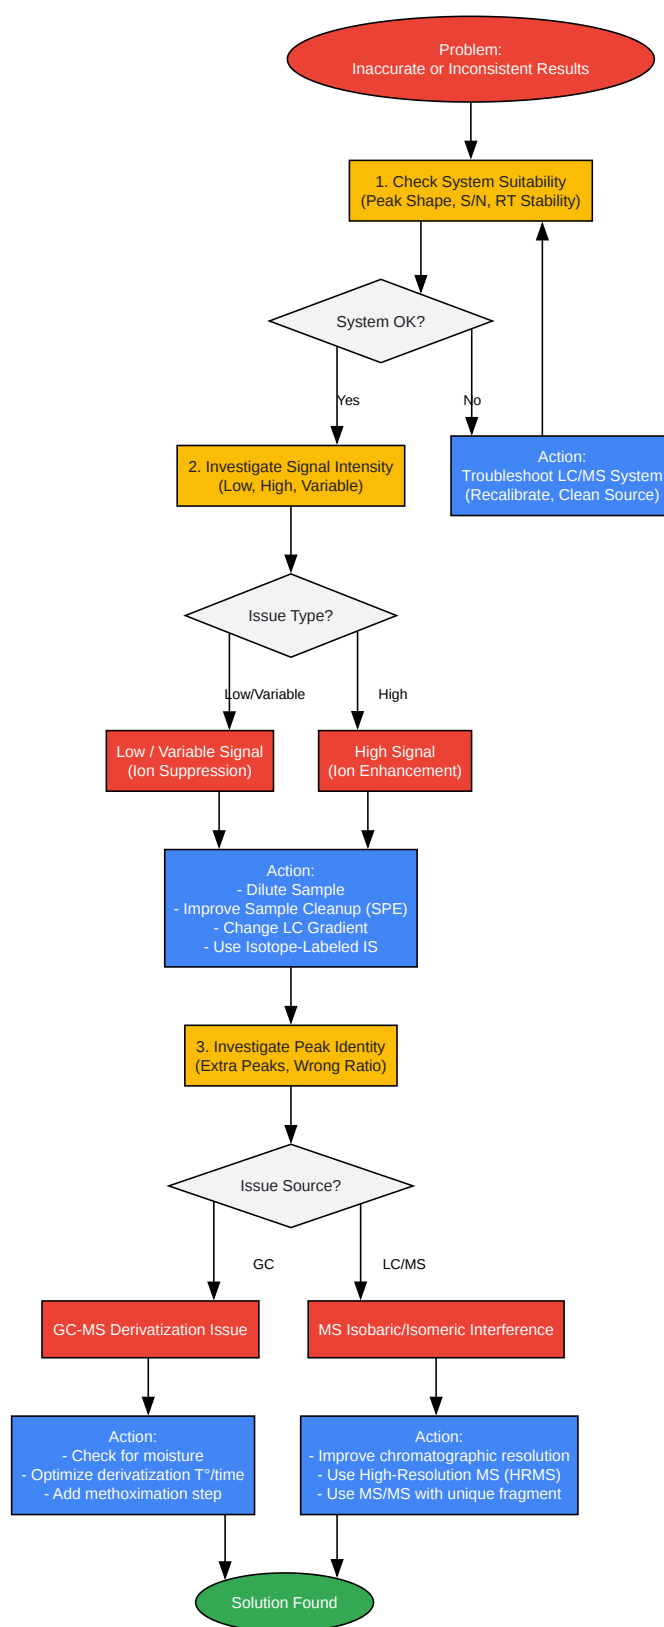 Problem:
Inaccurate or Inconsistent Results
1. Check System Suitability
(Peak Shape, S/N, RT Stability)
System OK?
Yes
No
2. Investigate Signal Intensity
(Low, High, Variable)
Action:
Troubleshoot LC/MS System
(Recalibrate, Clean Source)
Issue Type?
Low/Variable
High
Low / Variable Signal
(Ion Suppression)
High Signal
(Ion Enhancement)
Action:
- Dilute Sample
- Improve Sample Cleanup (SPE)
- Change LC Gradient
- Use Isotope-Labeled IS
3. Investigate Peak Identity
(Extra Peaks, Wrong Ratio)
Issue Source?
GC
LC/MS
GC-MS Derivatization Issue
MS Isobaric/Isomeric Interference
Action:
- Check for moisture
- Optimize derivatization T°/time
- Add methoximation step
Action:
- Improve chromatographic resolution
- Use High-Resolution MS (HRMS)
- Use MS/MS with unique fragment
Solution Found